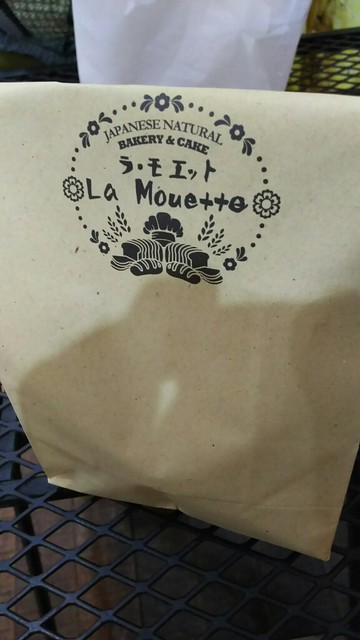 JAPANESE NATURAL
BAKERY & CAKE
ラ・モエット
La Mouette